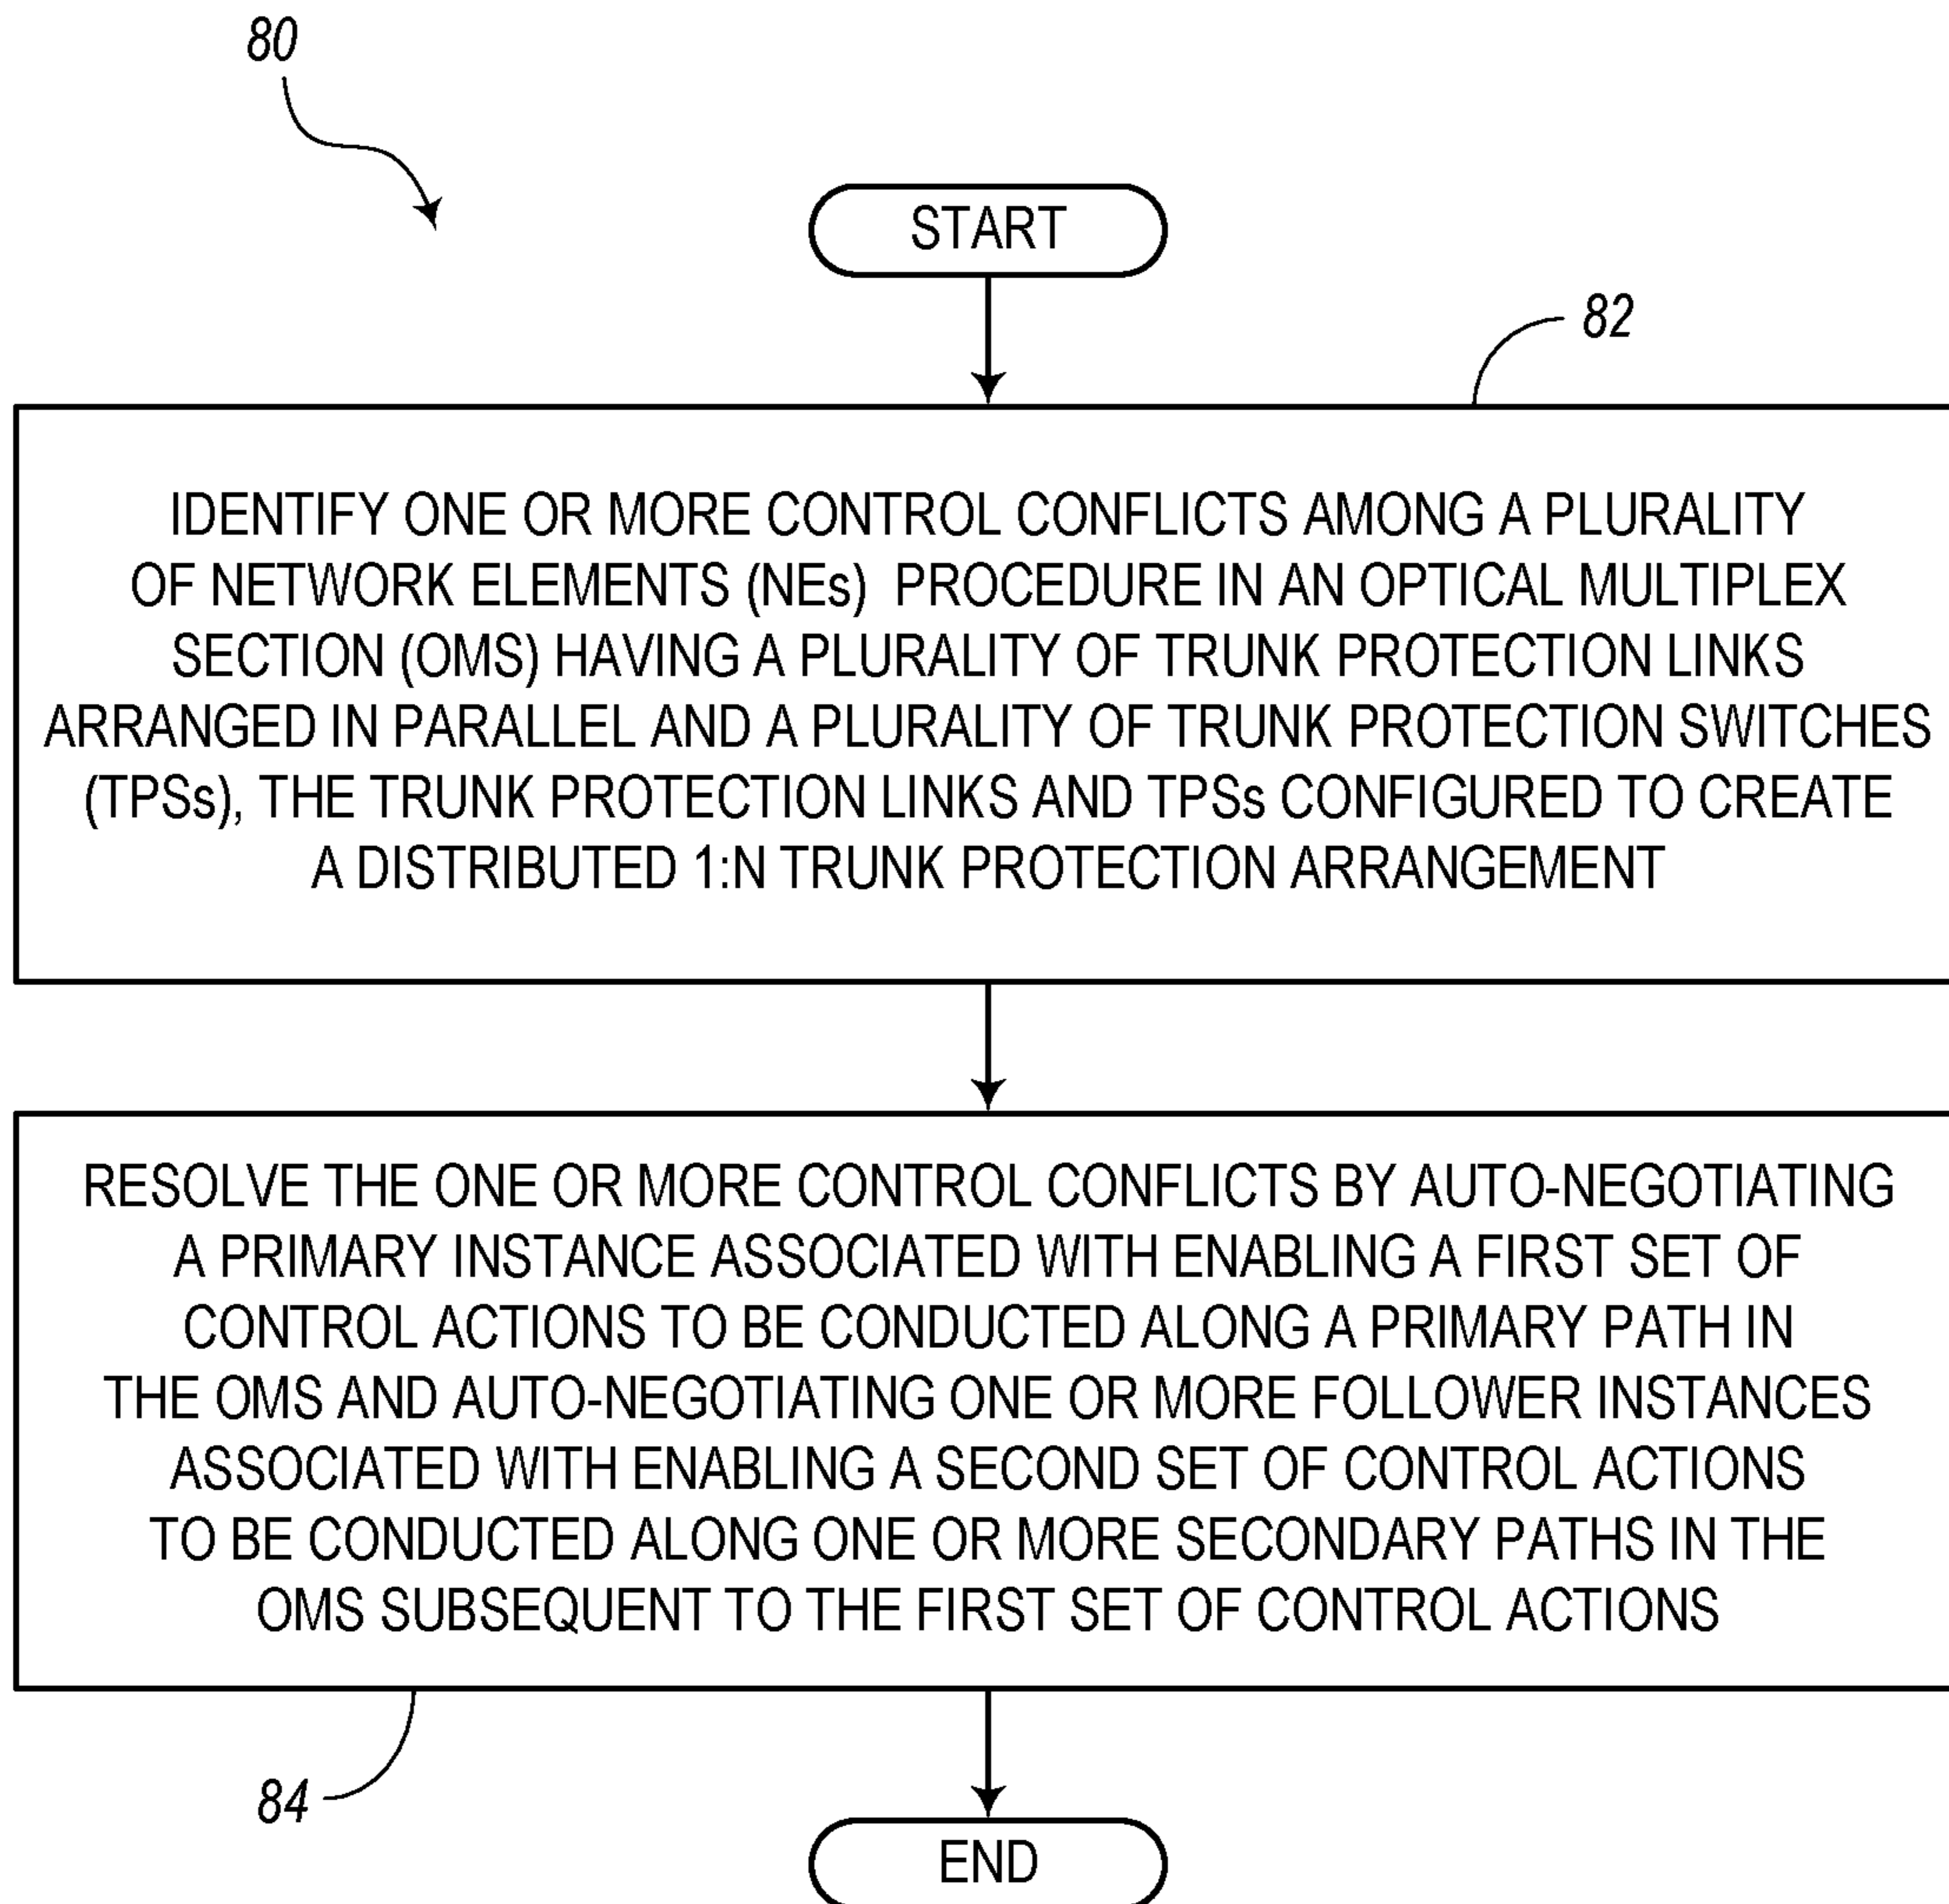 80
START
82
IDENTIFY ONE OR MORE CONTROL CONFLICTS AMONG A PLURALITY
OF NETWORK ELEMENTS (NEs) PROCEDURE IN AN OPTICAL MULTIPLEX
SECTION (OMS) HAVING A PLURALITY OF TRUNK PROTECTION LINKS
ARRANGED IN PARALLEL AND A PLURALITY OF TRUNK PROTECTION SWITCHES
(TPSs), THE TRUNK PROTECTION LINKS AND TPSs CONFIGURED TO CREATE
A DISTRIBUTED 1:N TRUNK PROTECTION ARRANGEMENT
RESOLVE THE ONE OR MORE CONTROL CONFLICTS BY AUTO-NEGOTIATING
A PRIMARY INSTANCE ASSOCIATED WITH ENABLING A FIRST SET OF
CONTROL ACTIONS TO BE CONDUCTED ALONG A PRIMARY PATH IN
THE OMS AND AUTO-NEGOTIATING ONE OR MORE FOLLOWER INSTANCES
ASSOCIATED WITH ENABLING A SECOND SET OF CONTROL ACTIONS
TO BE CONDUCTED ALONG ONE OR MORE SECONDARY PATHS IN THE
OMS SUBSEQUENT TO THE FIRST SET OF CONTROL ACTIONS
84
END